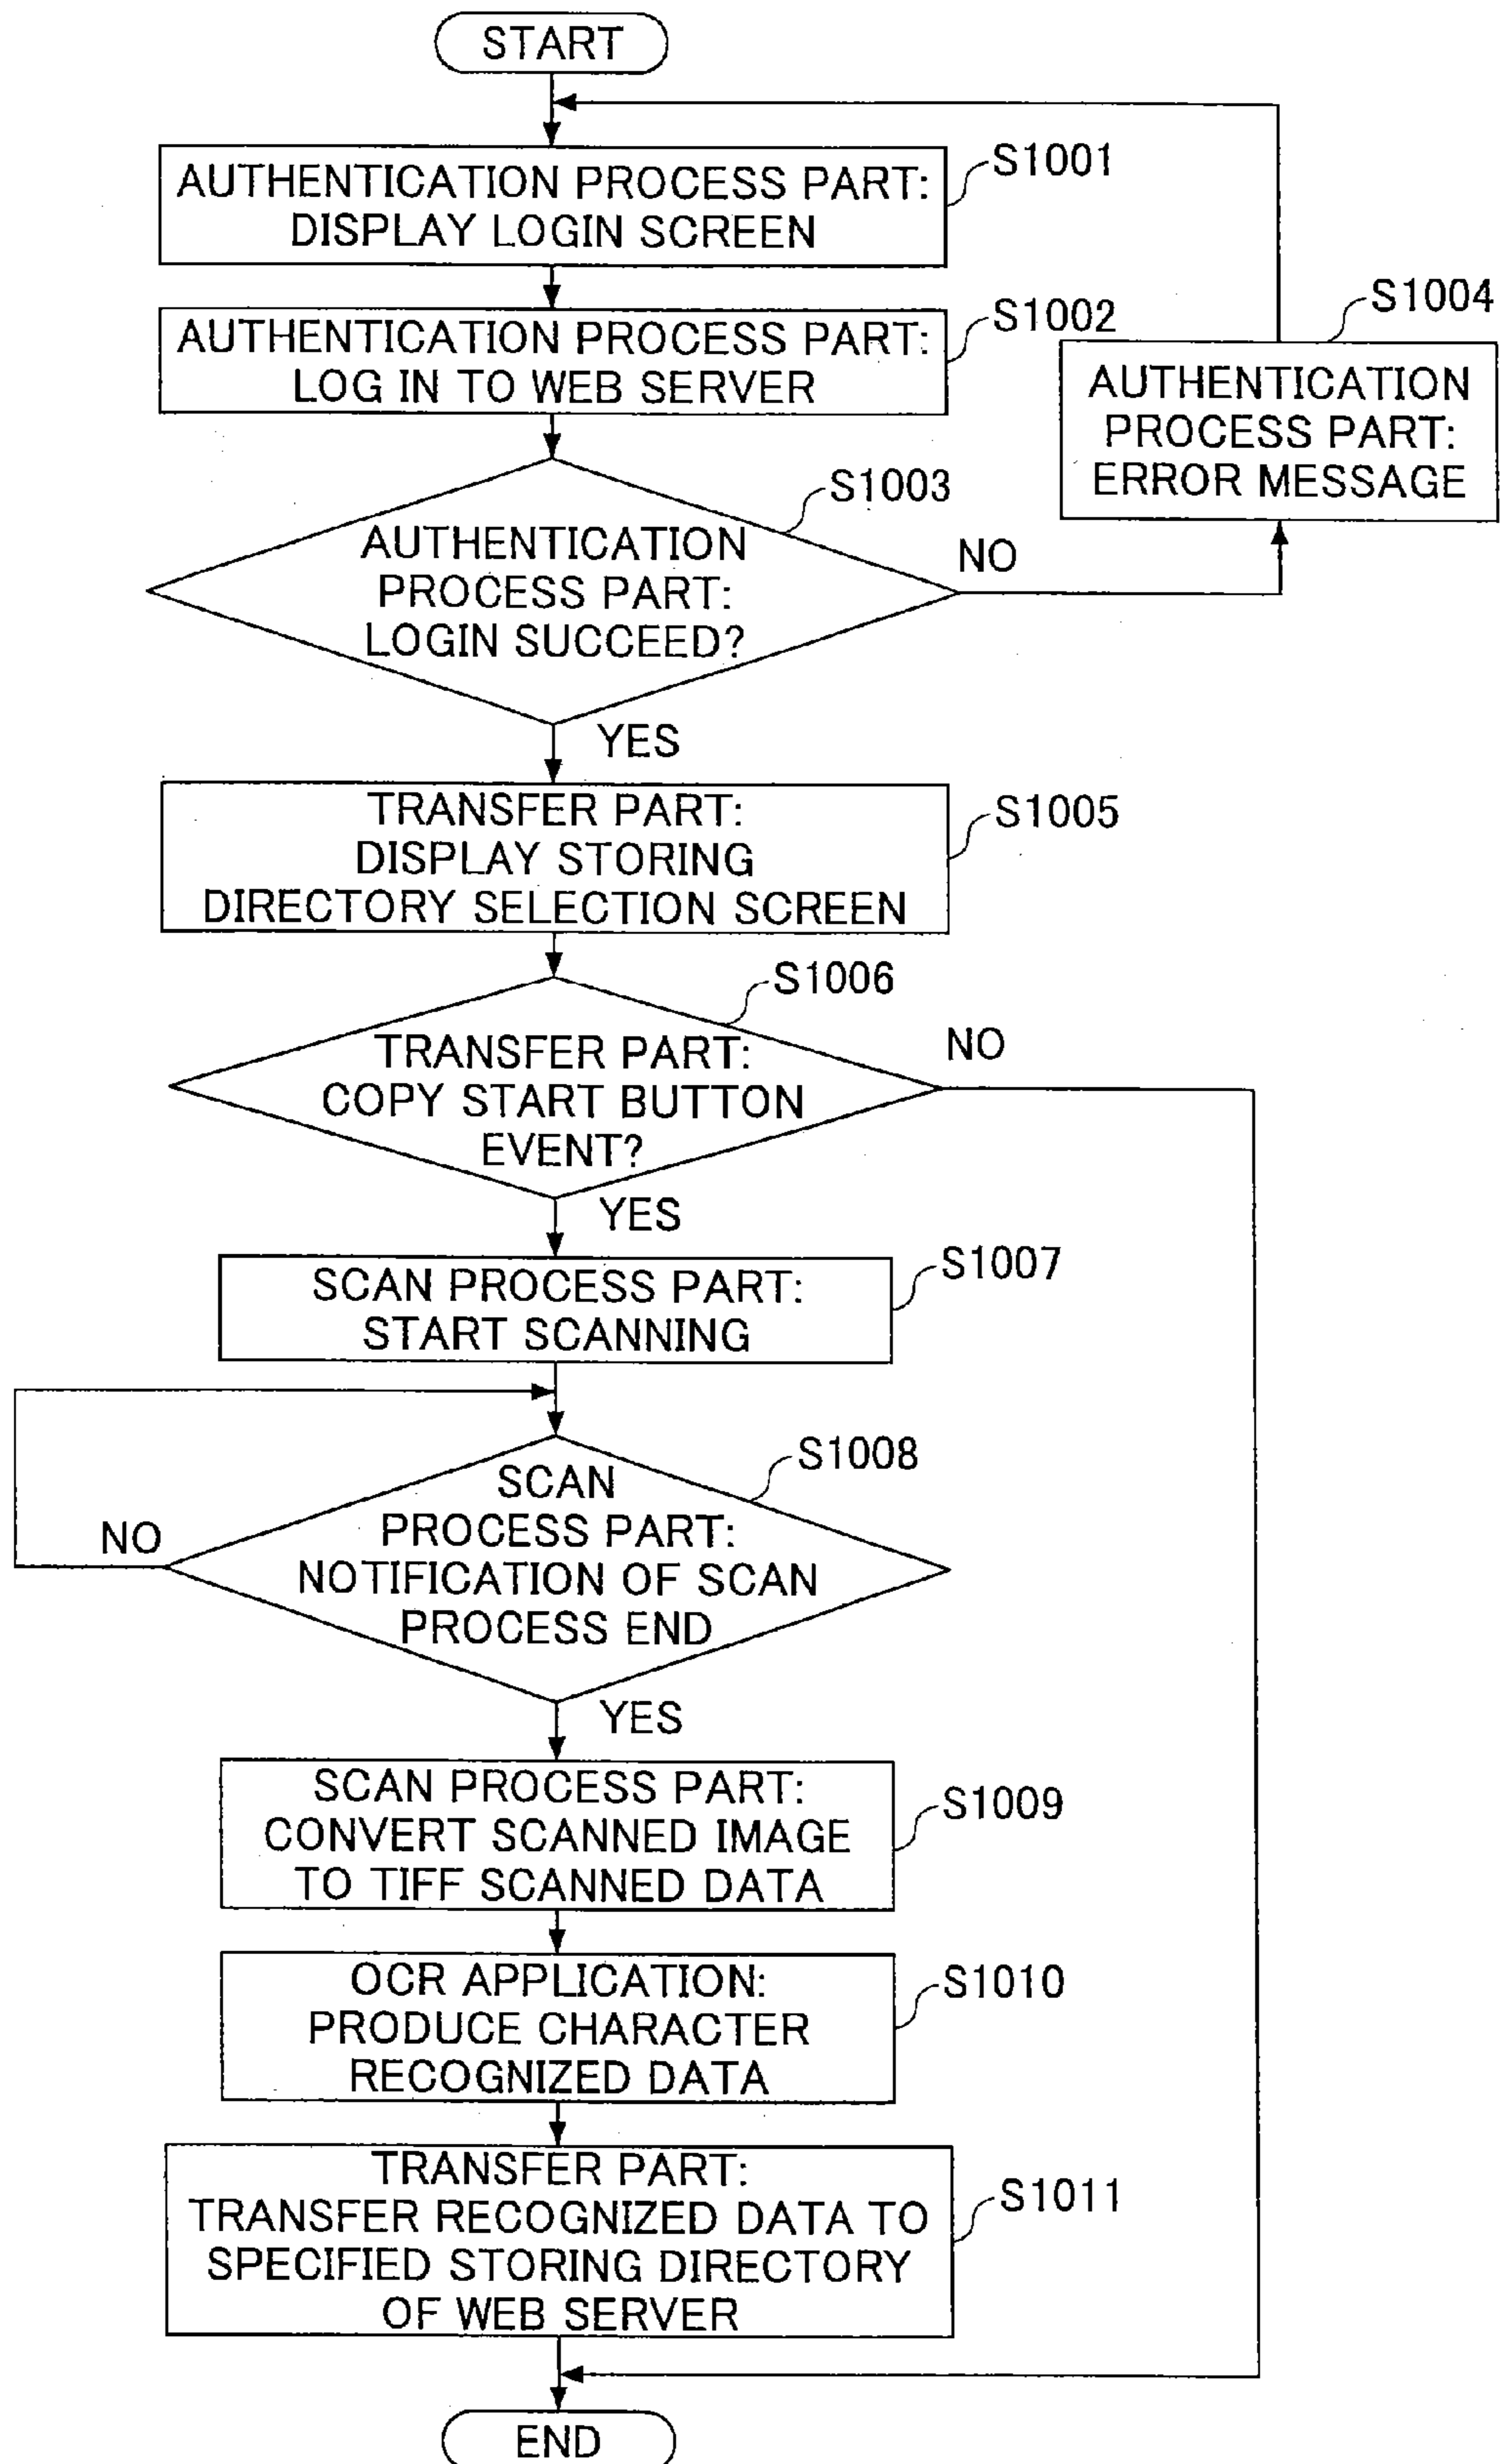 START
AUTHENTICATION PROCESS PART:
DISPLAY LOGIN SCREEN
S1001
AUTHENTICATION PROCESS PART:
LOG IN TO WEB SERVER
S1002
AUTHENTICATION
PROCESS PART:
LOGIN SUCCEED?
S1003
NO
AUTHENTICATION
PROCESS PART:
ERROR MESSAGE
S1004
YES
TRANSFER PART:
DISPLAY STORING
DIRECTORY SELECTION SCREEN
S1005
TRANSFER PART:
COPY START BUTTON
EVENT?
S1006
NO
YES
SCAN PROCESS PART:
START SCANNING
S1007
SCAN
PROCESS PART:
NOTIFICATION OF SCAN
PROCESS END
S1008
NO
YES
SCAN PROCESS PART:
CONVERT SCANNED IMAGE
TO TIFF SCANNED DATA
S1009
OCR APPLICATION:
PRODUCE CHARACTER
RECOGNIZED DATA
S1010
TRANSFER PART:
TRANSFER RECOGNIZED DATA TO
SPECIFIED STORING DIRECTORY
OF WEB SERVER
S1011
END